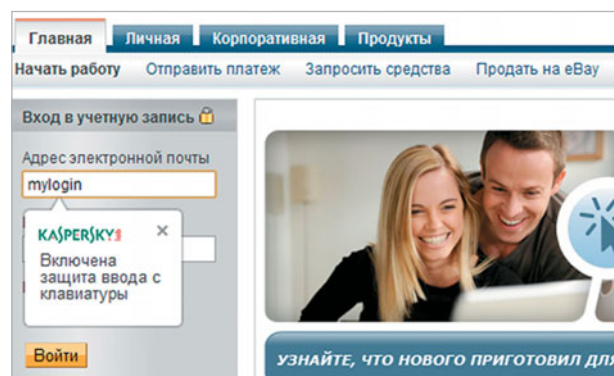 Главная Личная Корпоративная Продукты
Начать работу Отправить платеж Запросить средства Продать на eBay
Вход в учетную запись
Адрес электронной почты
mylogin
KASPERSKY
Включена
защита ввода с
клавиатуры
Войти
УЗНАЙТЕ, ЧТО НОВОГО ПРИГОТОВИЛ ДЛЯ